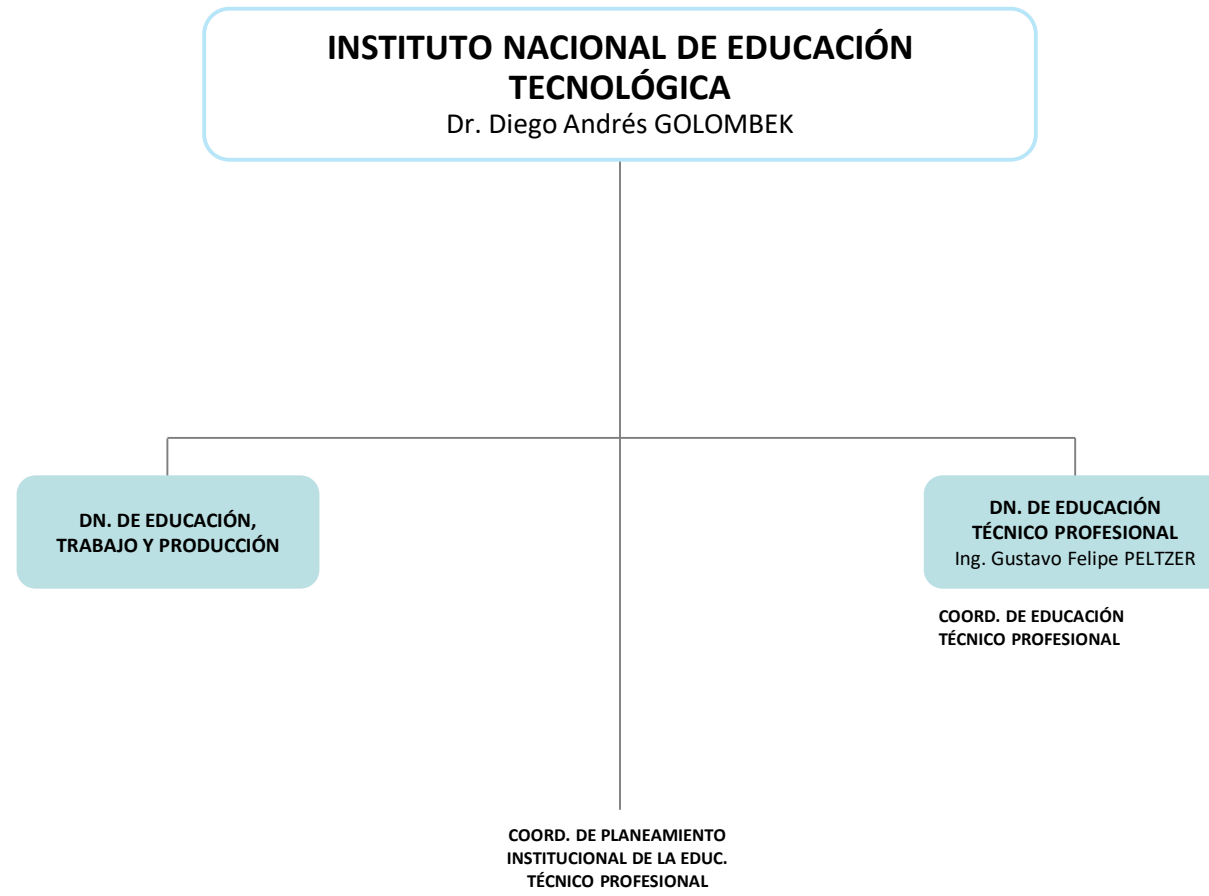 INSTITUTO NACIONAL DE EDUCACIÓN
TECNOLÓGICA
Dr. Diego Andrés GOLOMBEK
DN. DE EDUCACIÓN,
TRABAJO Y PRODUCCIÓN
DN. DE EDUCACIÓN
TÉCNICO PROFESIONAL
Ing. Gustavo Felipe PELTZER
COORD. DE EDUCACIÓN
TÉCNICO PROFESIONAL
COORD. DE PLANEAMIENTO
INSTITUCIONAL DE LA EDUC.
TÉCNICO PROFESIONAL